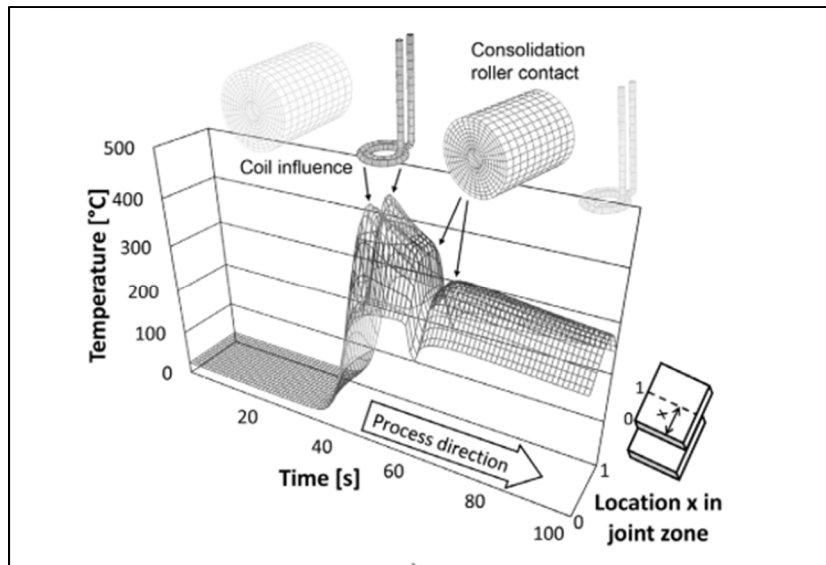 Consolidation
roller contact
Coil influence
500
400
300
200
100
0
Temperature [°C]
20
40
60
80
100
Time [s]
Process direction
0
1
Location x in
joint zone
1
0
x